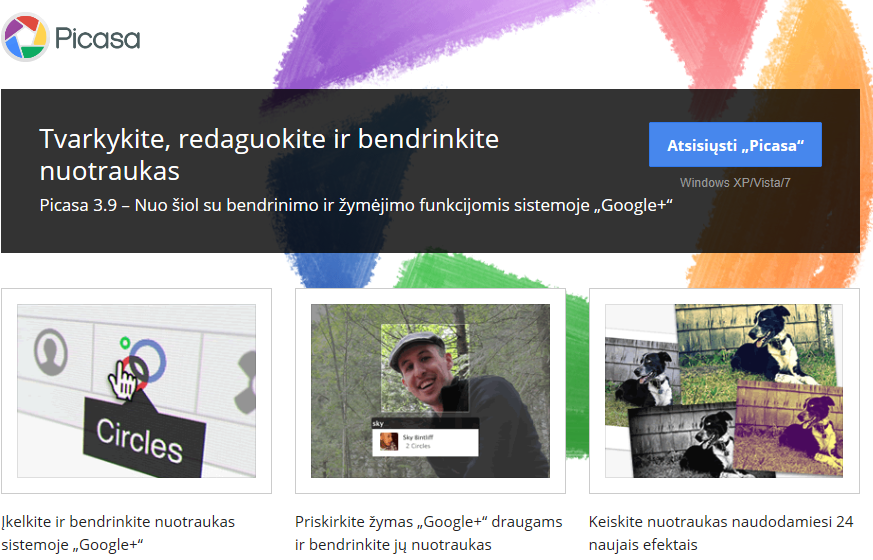 Picasa
Tvarkykite, redaguokite ir bendrinkite
nuotraukas
Picasa 3.9 – Nuo šiol su bendrinimo ir žymėjimo funkcijomis sistemoje „Google+“
Atsisiųsti „Picasa“
Windows XP/Vista/7
Circles
sky
Sky Bintliff
2 Circles
Įkelkite ir bendrinkite nuotraukas
sistemoje „Google+“
Priskirkite žymas „Google+“ draugams
ir bendrinkite jų nuotraukas
Keiskite nuotraukas naudodamiesi 24
naujais efektais